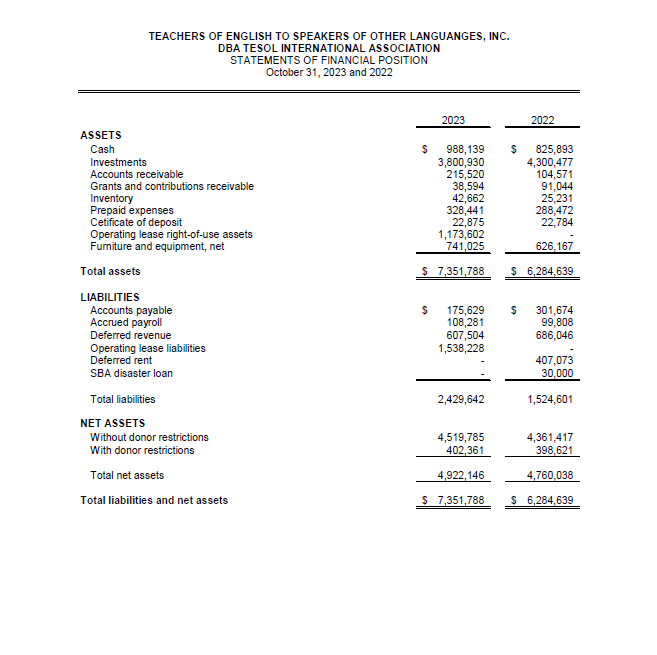 TEACHERS OF ENGLISH TO SPEAKERS OF OTHER LANGUANGES, INC.
DBA TESOL INTERNATIONAL ASSOCIATION
STATEMENTS OF FINANCIAL POSITION
October 31, 2023 and 2022
2023 2022
ASSETS
Cash $ 988,139 $ 825,893
Investments 3,800,930 4,300,477
Accounts receivable 215,520 104,571
Grants and contributions receivable 38,594 91,044
Inventory 42,662 25,231
Prepaid expenses 328,441 288,472
Cetificate of deposit 22,875 22,784
Operating lease right-of-use assets 1,173,602 -
Furniture and equipment, net 741,025 626,167
Total assets $ 7,351,788 $ 6,284,639
LIABILITIES
Accounts payable $ 175,629 $ 301,674
Accrued payroll 108,281 99,808
Deferred revenue 607,504 686,046
Operating lease liabilities 1,538,228 -
Deferred rent - 407,073
SBA disaster loan - 30,000
Total liabilities 2,429,642 1,524,601
NET ASSETS
Without donor restrictions 4,519,785 4,361,417
With donor restrictions 402,361 398,621
Total net assets 4,922,146 4,760,038
Total liabilities and net assets $ 7,351,788 $ 6,284,639